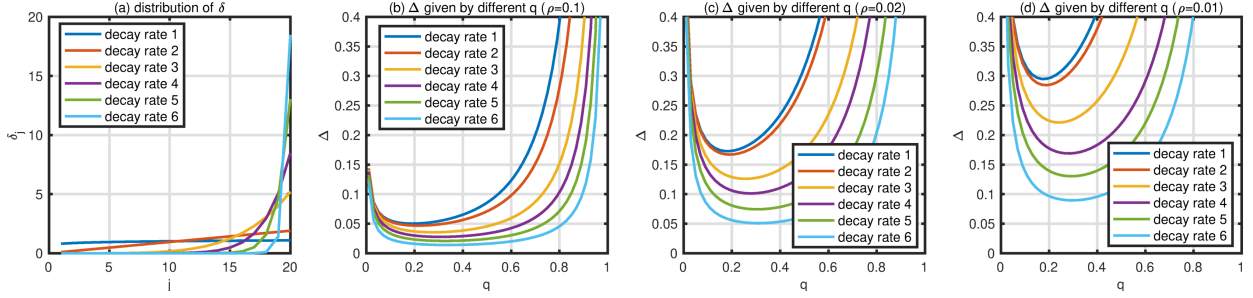 (a) distribution of δ
20
15
10
5
0
δj
0 5 10 15 20
j
decay rate 1
decay rate 2
decay rate 3
decay rate 4
decay rate 5
decay rate 6
(b) Δ given by different q (ρ=0.1)
0.4
0.35
0.3
0.25
0.2
0.15
0.1
0.05
0
Δ
0 0.2 0.4 0.6 0.8 1
q
decay rate 1
decay rate 2
decay rate 3
decay rate 4
decay rate 5
decay rate 6
(c) Δ given by different q (ρ=0.02)
0.4
0.35
0.3
0.25
0.2
0.15
0.1
0.05
0
Δ
0 0.2 0.4 0.6 0.8 1
q
decay rate 1
decay rate 2
decay rate 3
decay rate 4
decay rate 5
decay rate 6
(d) Δ given by different q (ρ=0.01)
0.4
0.35
0.3
0.25
0.2
0.15
0.1
0.05
0
Δ
0 0.2 0.4 0.6 0.8 1
q
decay rate 1
decay rate 2
decay rate 3
decay rate 4
decay rate 5
decay rate 6